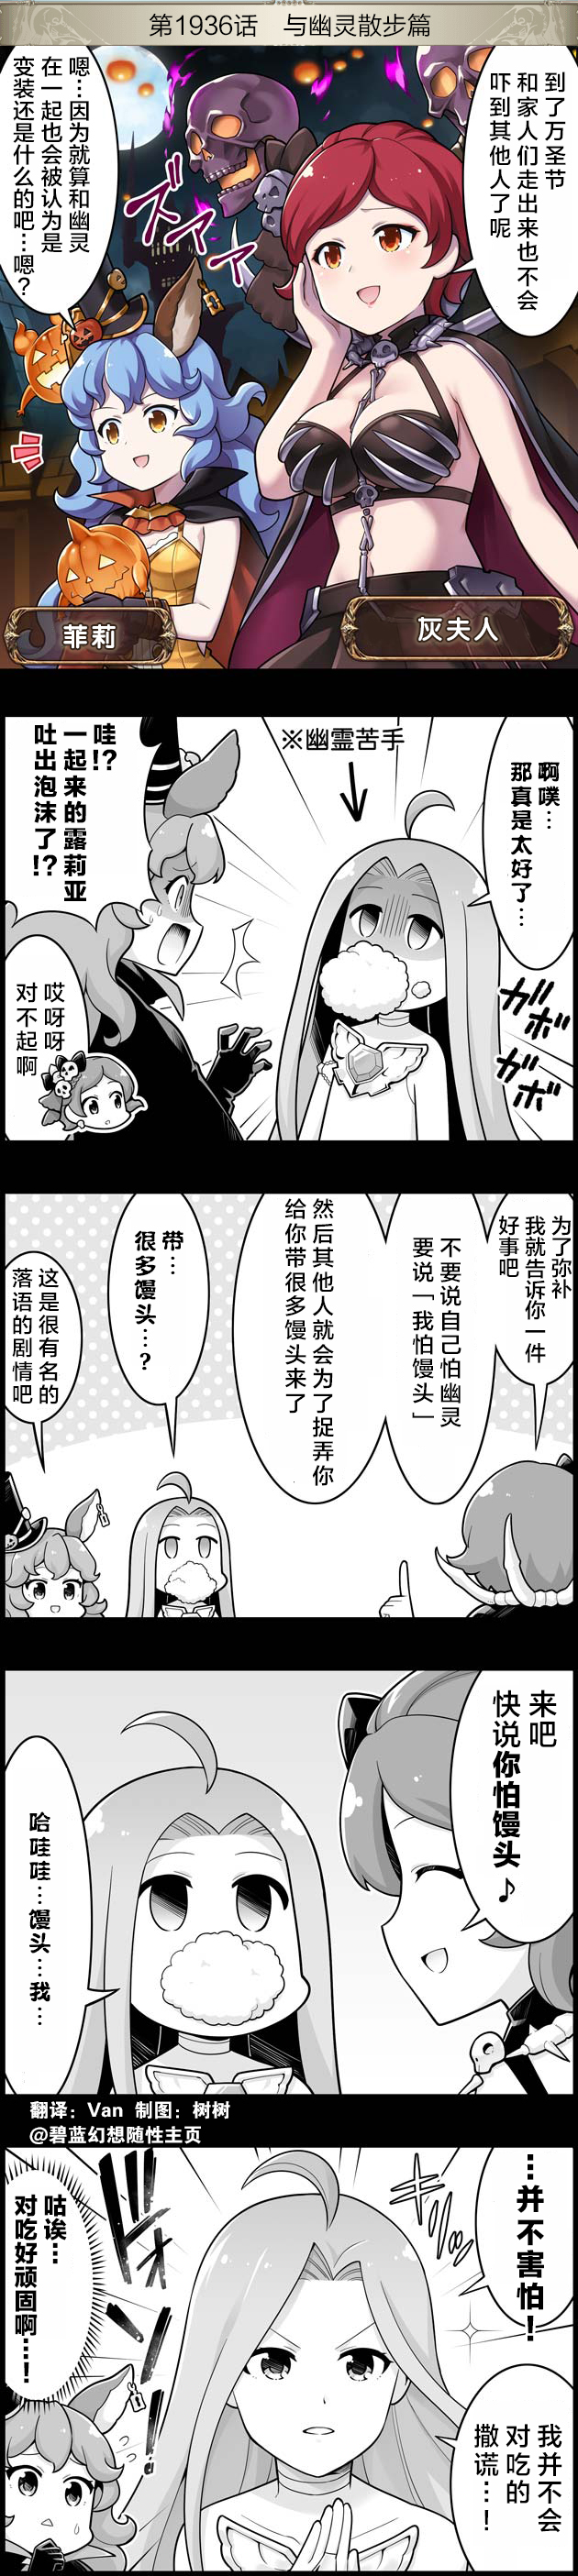 第1936话　与幽灵散步篇
到了万圣节
和家人们走出来也不会
吓到其他人了呢
嗯…因为就算和幽灵
在一起也会被认为是
变装还是什么的吧…嗯?
ズズズ
アァァ
菲莉
灰夫人
啊噗…
那真是太好了…
※幽霊苦手
哇!?
一起来的露莉亚
吐出泡沫了!?
哎呀呀
对不起啊
ガボ
ガボ
为了弥补
我就告诉你一件
好事吧
不要说自己怕幽灵
要说「我怕馒头」
然后其他人就会为了捉弄你
给你带很多馒头来了
带…
很多馒头…?
这是很有名的
落语的剧情吧
来吧
快说你怕馒头♪
哈哇哇…馒头…我…
翻译：Van 制图：树树
@碧蓝幻想随性主页
…并不害怕!
咕诶…
对吃好顽固啊…!
我并不会
对吃的
撒谎…!